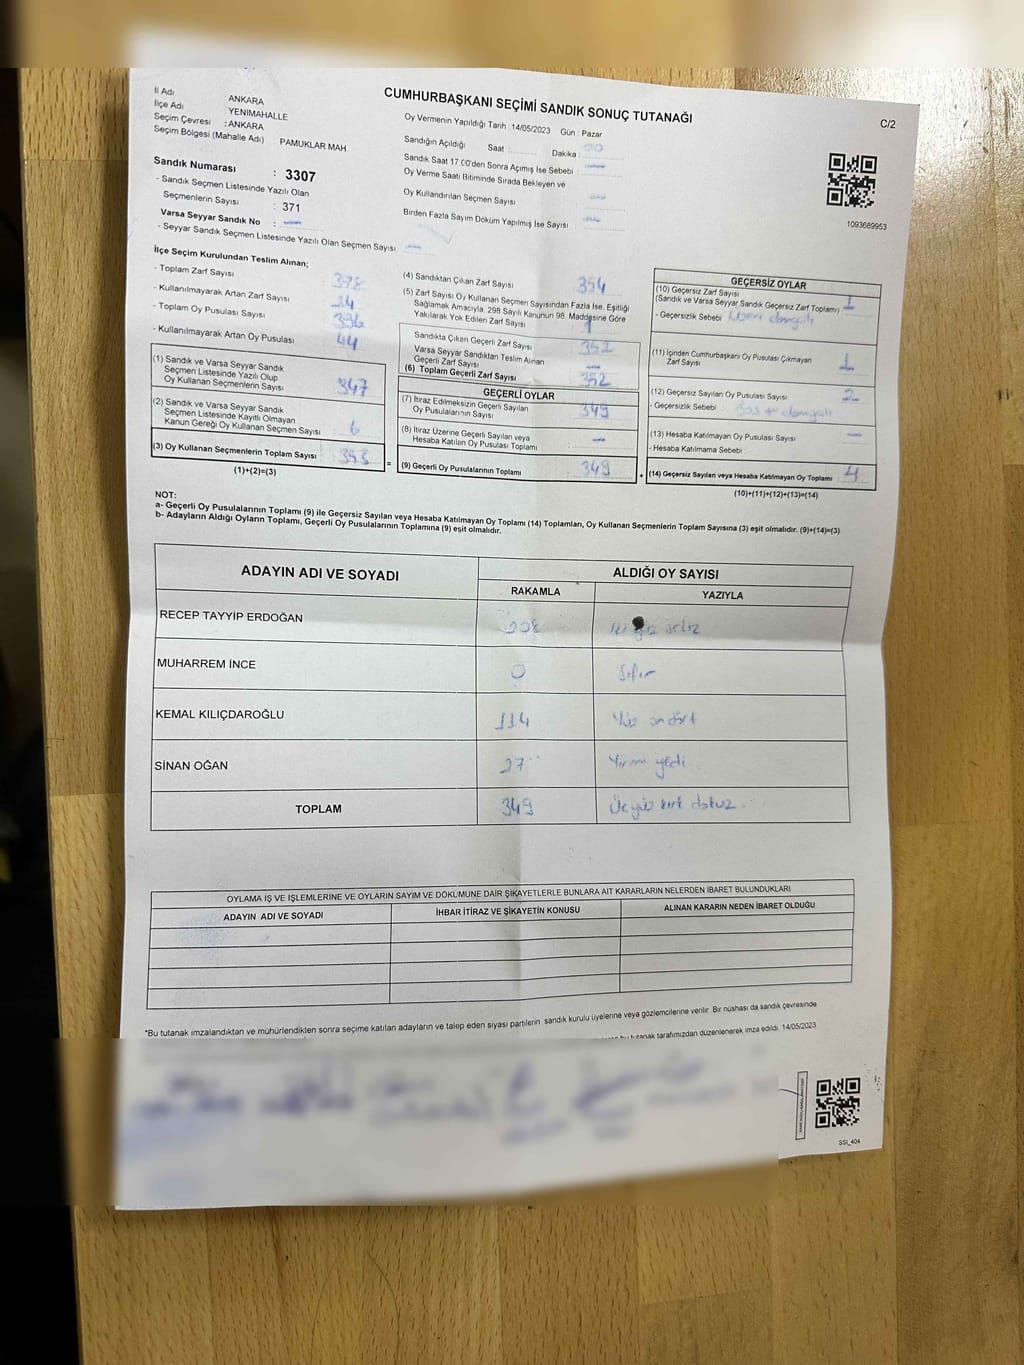 CUMHURBAŞKANI SEÇİMİ SANDIK SONUÇ TUTANAĞI
C/2
İl Adı : ANKARA
İlçe Adı : YENİMAHALLE
Seçim Çevresi : ANKARA
Seçim Bölgesi (Mahalle Adı) PAMUKLAR MAH.
Sandık Numarası : 3307
- Sandık Seçmen Listesinde Yazılı Olan
Seçmenlerin Sayısı : 371
Varsa Seyyar Sandık No : —
- Seyyar Sandık Seçmen Listesinde Yazılı Olan Seçmen Sayısı —
Oy Vermenin Yapıldığı Tarih :14/05/2023 Gün : Pazar
Sandığın Açıldığı Saat Dakika : 00
Sandık Saat 17.00'den Sonra Açımış İse Sebebi : —
Oy Verme Saati Bitiminde Sırada Bekleyen ve
Oy Kullandırılan Seçmen Sayısı —
Birden Fazla Sayım Döküm Yapılmış İse Sayısı —
1093689953
İlçe Seçim Kurulundan Teslim Alınan;
- Toplam Zarf Sayısı 378
- Kullanılmayarak Artan Zarf Sayısı 24
- Toplam Oy Pusulası Sayısı 396
- Kullanılmayarak Artan Oy Pusulası 44
(1) Sandık ve Varsa Seyyar Sandık
Seçmen Listesinde Yazılı Olup
Oy Kullanan Seçmenlerin Sayısı 347
(2) Sandık ve Varsa Seyyar Sandık
Seçmen Listesinde Kayıtlı Olmayan
Kanun Gereği Oy Kullanan Seçmen Sayısı 6
(3) Oy Kullanan Seçmenlerin Toplam Sayısı 353
(1)+(2)=(3)
(4) Sandıktan Çıkan Zarf Sayısı 354
(5) Zarf Sayısı Oy Kullanan Seçmen Sayısından Fazla İse, Eşitliği
Sağlamak Amacıyla, 298 Sayılı Kanunun 98. Maddesine Göre
Yakılarak Yok Edilen Zarf Sayısı 1
Sandıkta Çıkan Geçerli Zarf Sayısı 352
Varsa Seyyar Sandıktan Teslim Alınan
Geçerli Zarf Sayısı —
(6) Toplam Geçerli Zarf Sayısı 352
GEÇERLİ OYLAR
(7) İtiraz Edilmeksizin Geçerli Sayılan
Oy Pusulalarının Sayısı 349
(8) İtiraz Üzerine Geçerli Sayılan veya
Hesaba Katılan Oy Pusulası Toplamı —
= (9) Geçerli Oy Pusulalarının Toplamı 349 +
GEÇERSİZ OYLAR
(10) Geçersiz Zarf Sayısı
(Sandık ve Varsa Seyyar Sandık Geçersiz Zarf Toplamı) 1
- Geçersizlik Sebebi
(11) İçinden Cumhurbaşkanı Oy Pusulası Çıkmayan
Zarf Sayısı 1
(12) Geçersiz Sayılan Oy Pusulası Sayısı 2
- Geçersizlik Sebebi
(13) Hesaba Katılmayan Oy Pusulası Sayısı —
- Hesaba Katılmama Sebebi
(14) Geçersiz Sayılan veya Hesaba Katılmayan Oy Toplamı 4
(10)+(11)+(12)+(13)=(14)
NOT:
a- Geçerli Oy Pusulalarının Toplamı (9) ile Geçersiz Sayılan veya Hesaba Katılmayan Oy Toplamı (14) Toplamları, Oy Kullanan Seçmenlerin Toplam Sayısına (3) eşit olmalıdır. (9)+(14)=(3)
b- Adayların Aldığı Oyların Toplamı, Geçerli Oy Pusulalarının Toplamına (9) eşit olmalıdır.
ADAYIN ADI VE SOYADI ALDIĞI OY SAYISI
RAKAMLA YAZIYLA
RECEP TAYYİP ERDOĞAN 208 iki yüz sekiz
MUHARREM İNCE 0 Sıfır
KEMAL KILIÇDAROĞLU 114 Yüz ondört
SİNAN OĞAN 27 Yirmi yedi
TOPLAM 349 Üçyüz kırk dokuz
OYLAMA İŞ VE İŞLEMLERİNE VE OYLARIN SAYIM VE DÖKÜMÜNE DAİR ŞİKAYETLERLE BUNLARA AİT KARARLARIN NELERDEN İBARET BULUNDUKLARI
ADAYIN ADI VE SOYADI İHBAR İTİRAZ VE ŞİKAYETİN KONUSU ALINAN KARARIN NEDEN İBARET OLDUĞU
*Bu tutanak imzalandıktan ve mühürlendikten sonra seçime katılan adayların ve talep eden siyasi partilerin sandık kurulu üyelerine veya gözlemcilerine verilir. Bir nüshası da sandık çevresinde
bu tutanak tarafımızdan düzenlenerek imza edildi. 14/05/2023
SSİ_404